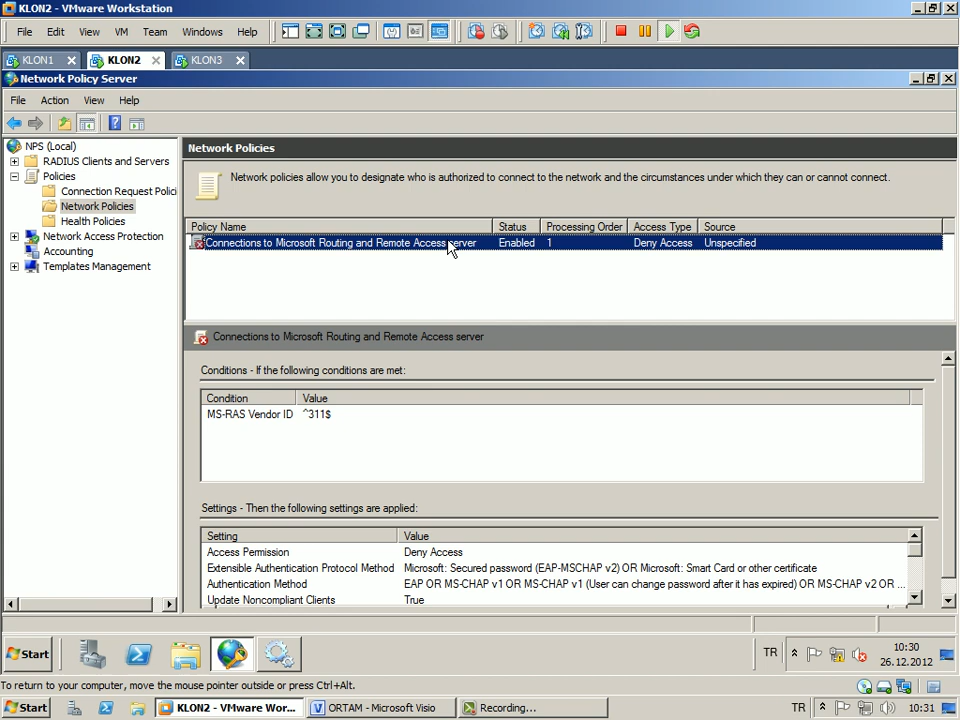 KLON2 - VMware Workstation
File Edit View VM Team Windows Help
KLON1 KLON2 KLON3
Network Policy Server
File Action View Help
NPS (Local)
RADIUS Clients and Servers
Policies
Connection Request Polici
Network Policies
Health Policies
Network Access Protection
Accounting
Templates Management
Network Policies
Network policies allow you to designate who is authorized to connect to the network and the circumstances under which they can or cannot connect.
Policy Name Status Processing Order Access Type Source
Connections to Microsoft Routing and Remote Access server Enabled 1 Deny Access Unspecified
Connections to Microsoft Routing and Remote Access server
Conditions - If the following conditions are met:
Condition Value
MS-RAS Vendor ID ^311$
Settings - Then the following settings are applied:
Setting Value
Access Permission Deny Access
Extensible Authentication Protocol Method Microsoft: Secured password (EAP-MSCHAP v2) OR Microsoft: Smart Card or other certificate
Authentication Method EAP OR MS-CHAP v1 OR MS-CHAP v1 (User can change password after it has expired) OR MS-CHAP v2 OR ...
Update Noncompliant Clients True
Start TR 10:30
26.12.2012
To return to your computer, move the mouse pointer outside or press Ctrl+Alt.
Start KLON2 - VMware Wor... ORTAM - Microsoft Visio Recording... TR 10:31